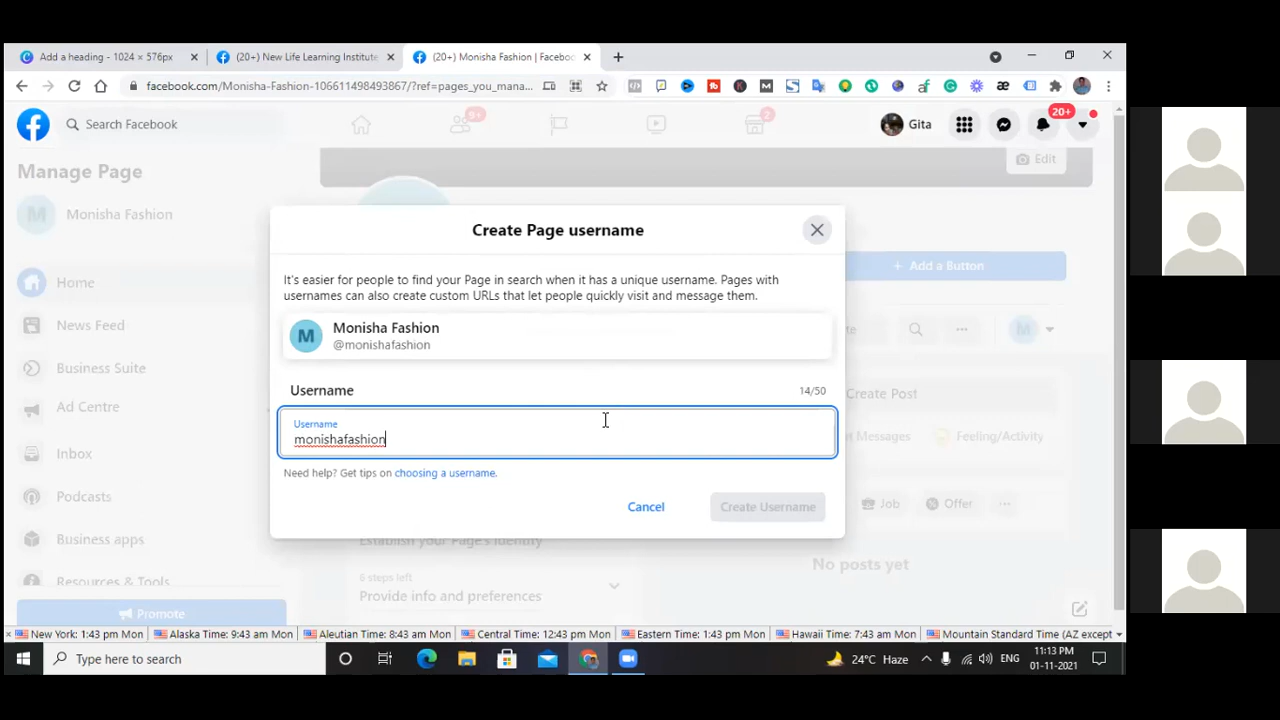 Add a heading - 1024 × 576px
(20+) New Life Learning Institute
(20+) Monisha Fashion | Faceboo
facebook.com/Monisha-Fashion-106611498493867/?ref=pages_you_mana...
Search Facebook
9+
2
Gita
20+
Manage Page
Edit
M Monisha Fashion
Create Page username
Home
+ Add a Button
It's easier for people to find your Page in search when it has a unique username. Pages with
usernames can also create custom URLs that let people quickly visit and message them.
News Feed
M Monisha Fashion
@monishafashion
te
M
Business Suite
Username
14/50
Create Post
Ad Centre
Username
monishafashion
Messages
Feeling/Activity
Inbox
Need help? Get tips on choosing a username.
Podcasts
Cancel
Create Username
Job
Offer
Business apps
Establish your Page's Identity
No posts yet
Resources & Tools
6 steps left
Provide info and preferences
Promote
New York: 1:43 pm Mon
Alaska Time: 9:43 am Mon
Aleutian Time: 8:43 am Mon
Central Time: 12:43 pm Mon
Eastern Time: 1:43 pm Mon
Hawaii Time: 7:43 am Mon
Mountain Standard Time (AZ except
Type here to search
24°C Haze
ENG
11:13 PM
01-11-2021